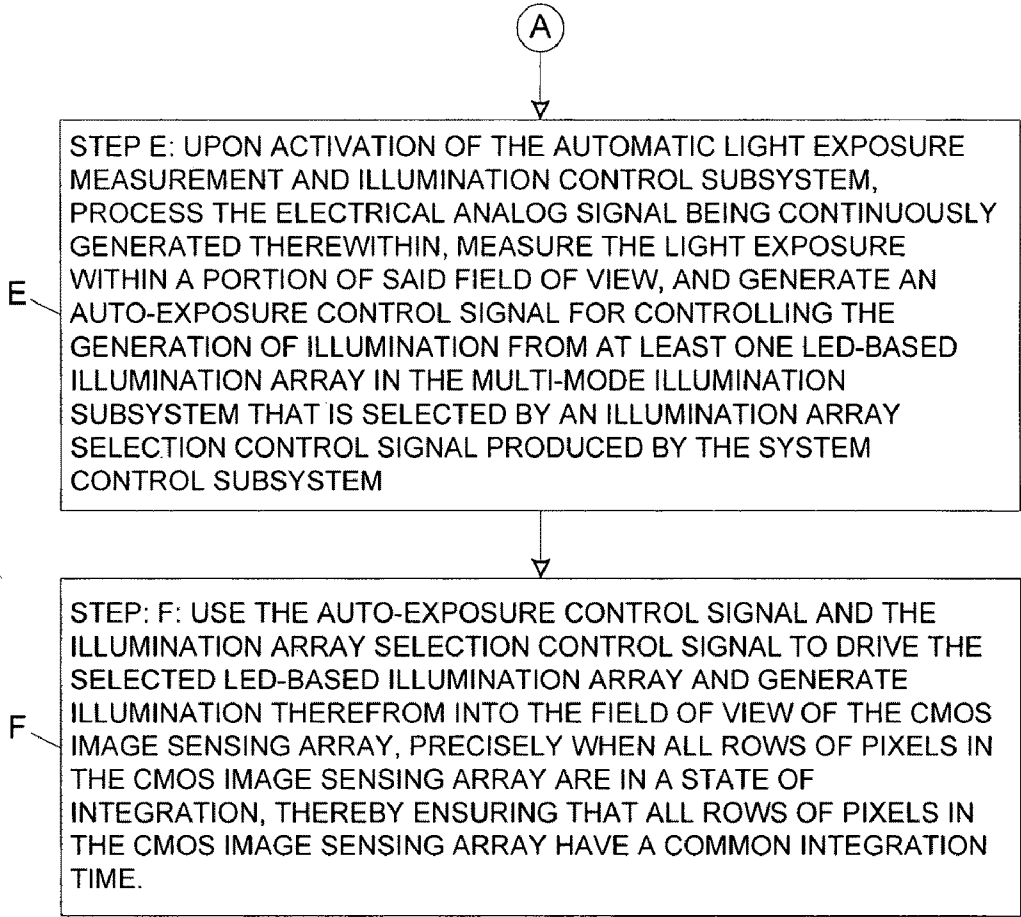 A
STEP E: UPON ACTIVATION OF THE AUTOMATIC LIGHT EXPOSURE
MEASUREMENT AND ILLUMINATION CONTROL SUBSYSTEM,
PROCESS THE ELECTRICAL ANALOG SIGNAL BEING CONTINUOUSLY
GENERATED THEREWITHIN, MEASURE THE LIGHT EXPOSURE
WITHIN A PORTION OF SAID FIELD OF VIEW, AND GENERATE AN
AUTO-EXPOSURE CONTROL SIGNAL FOR CONTROLLING THE
GENERATION OF ILLUMINATION FROM AT LEAST ONE LED-BASED
ILLUMINATION ARRAY IN THE MULTI-MODE ILLUMINATION
SUBSYSTEM THAT IS SELECTED BY AN ILLUMINATION ARRAY
SELECTION CONTROL SIGNAL PRODUCED BY THE SYSTEM
CONTROL SUBSYSTEM
E
STEP: F: USE THE AUTO-EXPOSURE CONTROL SIGNAL AND THE
ILLUMINATION ARRAY SELECTION CONTROL SIGNAL TO DRIVE THE
SELECTED LED-BASED ILLUMINATION ARRAY AND GENERATE
ILLUMINATION THEREFROM INTO THE FIELD OF VIEW OF THE CMOS
IMAGE SENSING ARRAY, PRECISELY WHEN ALL ROWS OF PIXELS IN
THE CMOS IMAGE SENSING ARRAY ARE IN A STATE OF
INTEGRATION, THEREBY ENSURING THAT ALL ROWS OF PIXELS IN
THE CMOS IMAGE SENSING ARRAY HAVE A COMMON INTEGRATION
TIME.
F